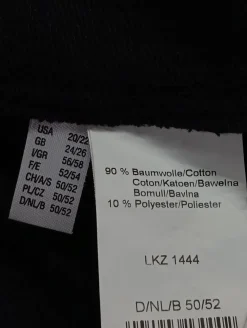 USA 20/22
GB 24/26
I/GR 56/58
F/E 52/54
CH/A/S 50/52
PL/CZ 50/52
D/NL/B 50/52
90 % Baumwolle/Cotton
Coton/Katoen/Bawełna
Bomull/Bavlna
10 % Polyester/Poliester
LKZ 1444
D/NL/B 50/52